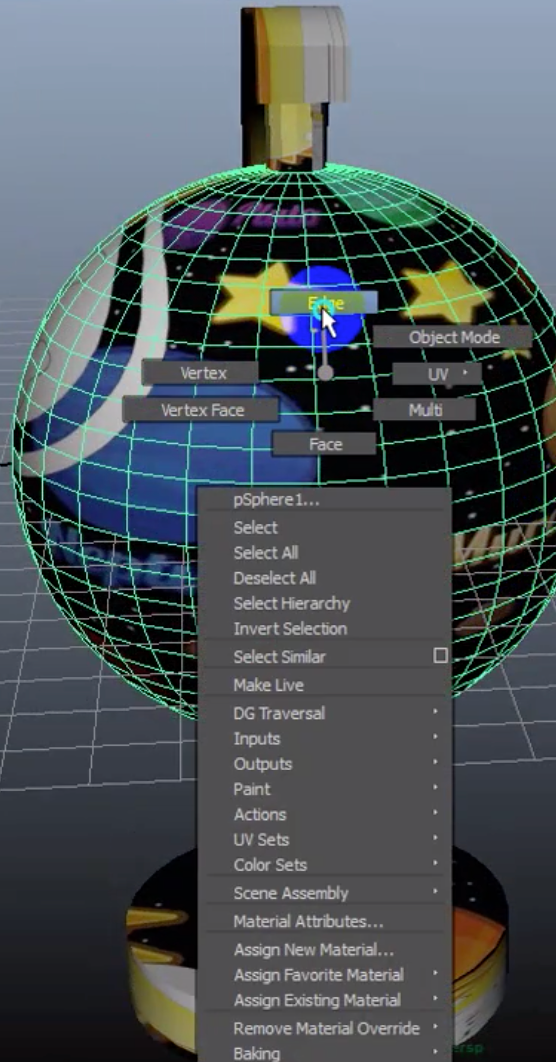 Pluto
Edge
Object Mode
Vertex
UV
Vertex Face
Multi
Face
pSphere1...
Select
Select All
Deselect All
Select Hierarchy
Invert Selection
Select Similar
Make Live
DG Traversal
Inputs
Outputs
Paint
Actions
UV Sets
Color Sets
Scene Assembly
Material Attributes...
Assign New Material...
Assign Favorite Material
Assign Existing Material
Remove Material Override
Baking